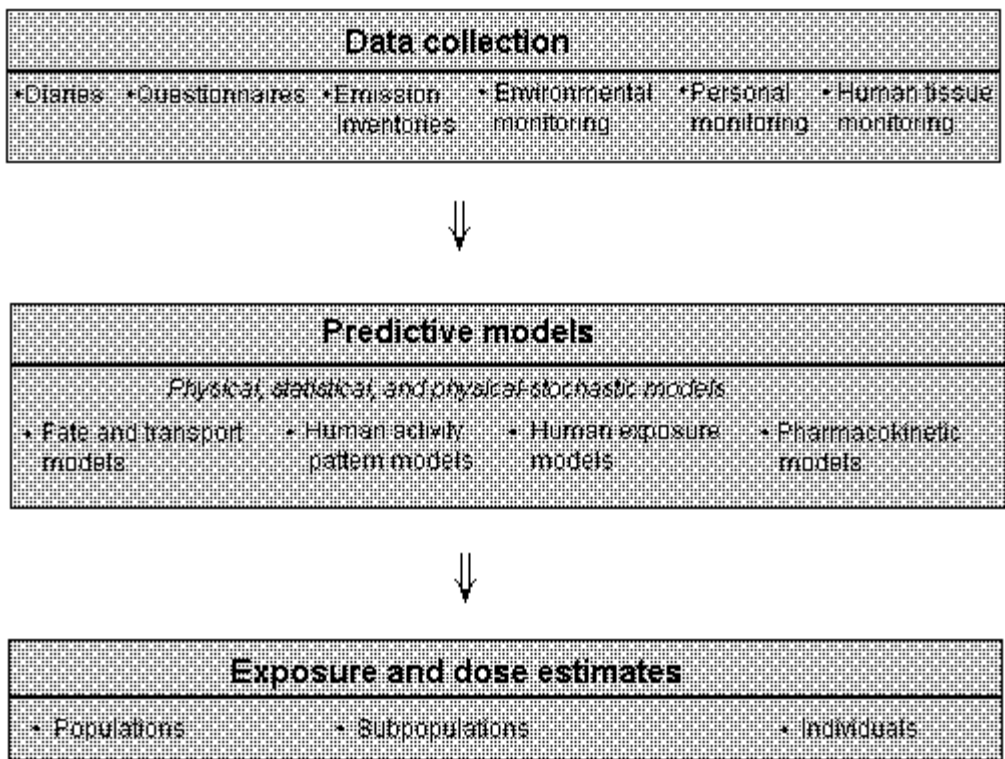 Data collection
•Diaries •Questionnaires •Emission • Environmental •Personal • Human tissue
inventories monitoring monitoring monitoring
Predictive models
Physical, statistical, and physical-stochastic models
• Fate and transport • Human activity • Human exposure • Pharmacokinetic
models pattern models models models
Exposure and dose estimates
• Populations • Subpopulations • Individuals